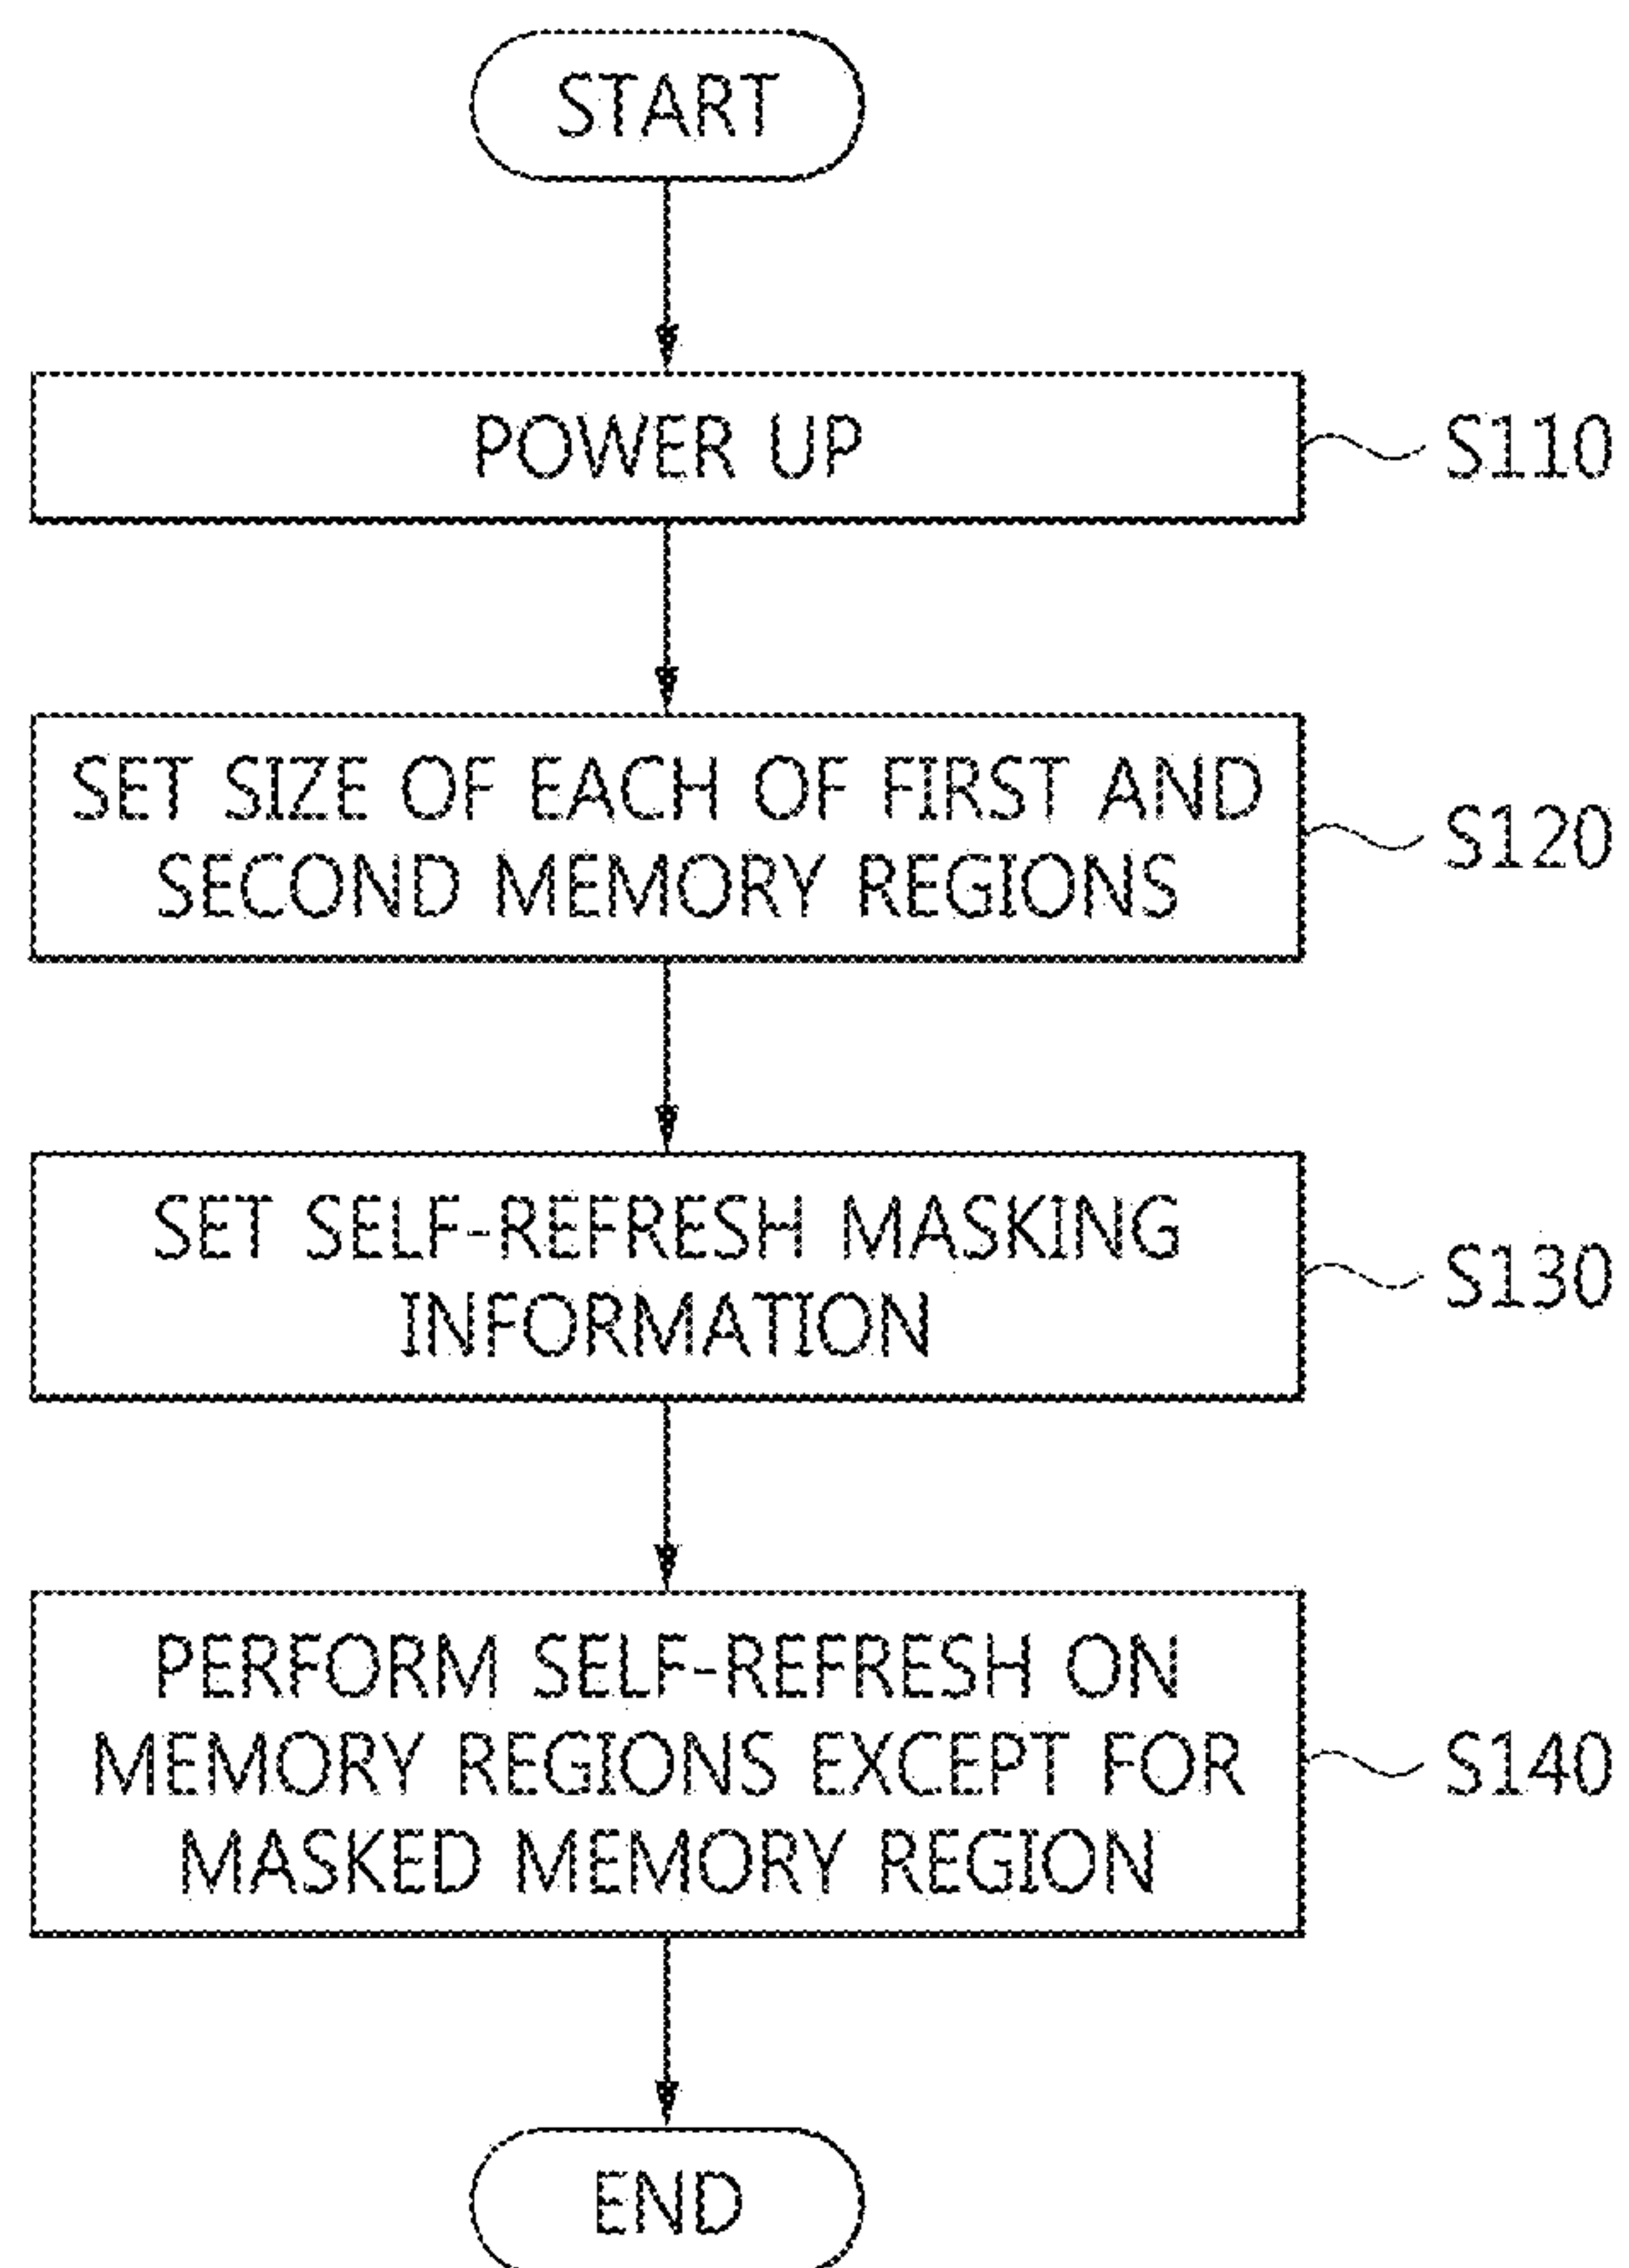 START
POWER UP
S110
SET SIZE OF EACH OF FIRST AND
SECOND MEMORY REGIONS
S120
SET SELF-REFRESH MASKING
INFORMATION
S130
PERFORM SELF-REFRESH ON
MEMORY REGIONS EXCEPT FOR
MASKED MEMORY REGION
S140
END